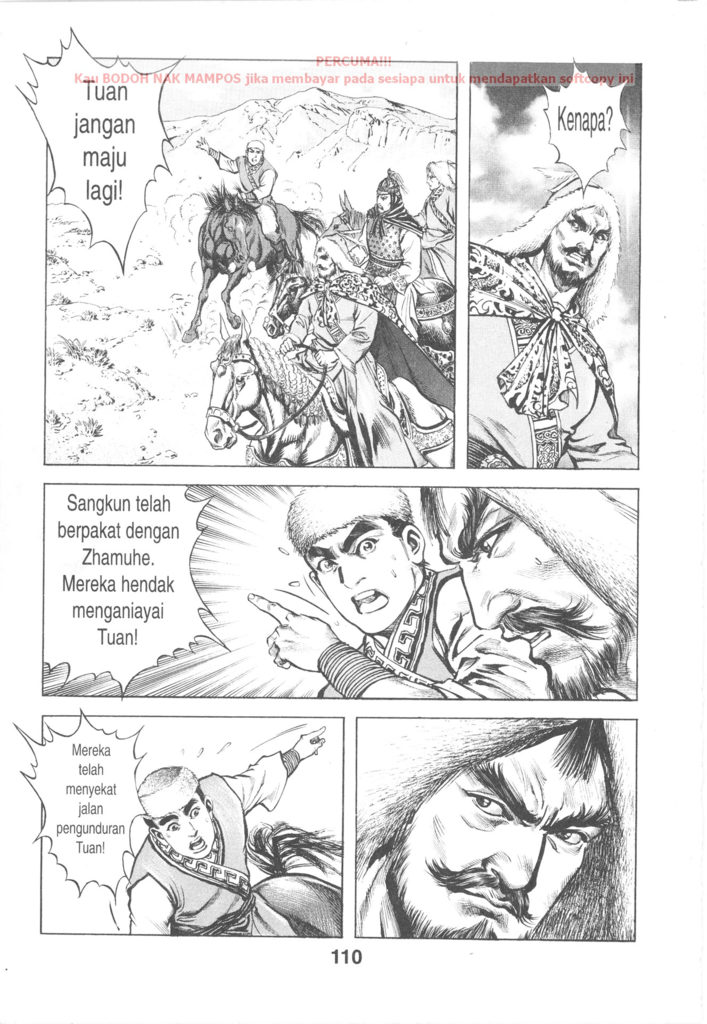 PERCUMA!!!
Kau BODOH NAK MAMPOS jika membayar pada sesiapa untuk mendapatkan softcopy ini
Tuan
jangan
maju
lagi!
Kenapa?
Sangkun telah
berpakat dengan
Zhamuhe.
Mereka hendak
menganiayai
Tuan!
Mereka
telah
menyekat
jalan
pengunduran
Tuan!
110